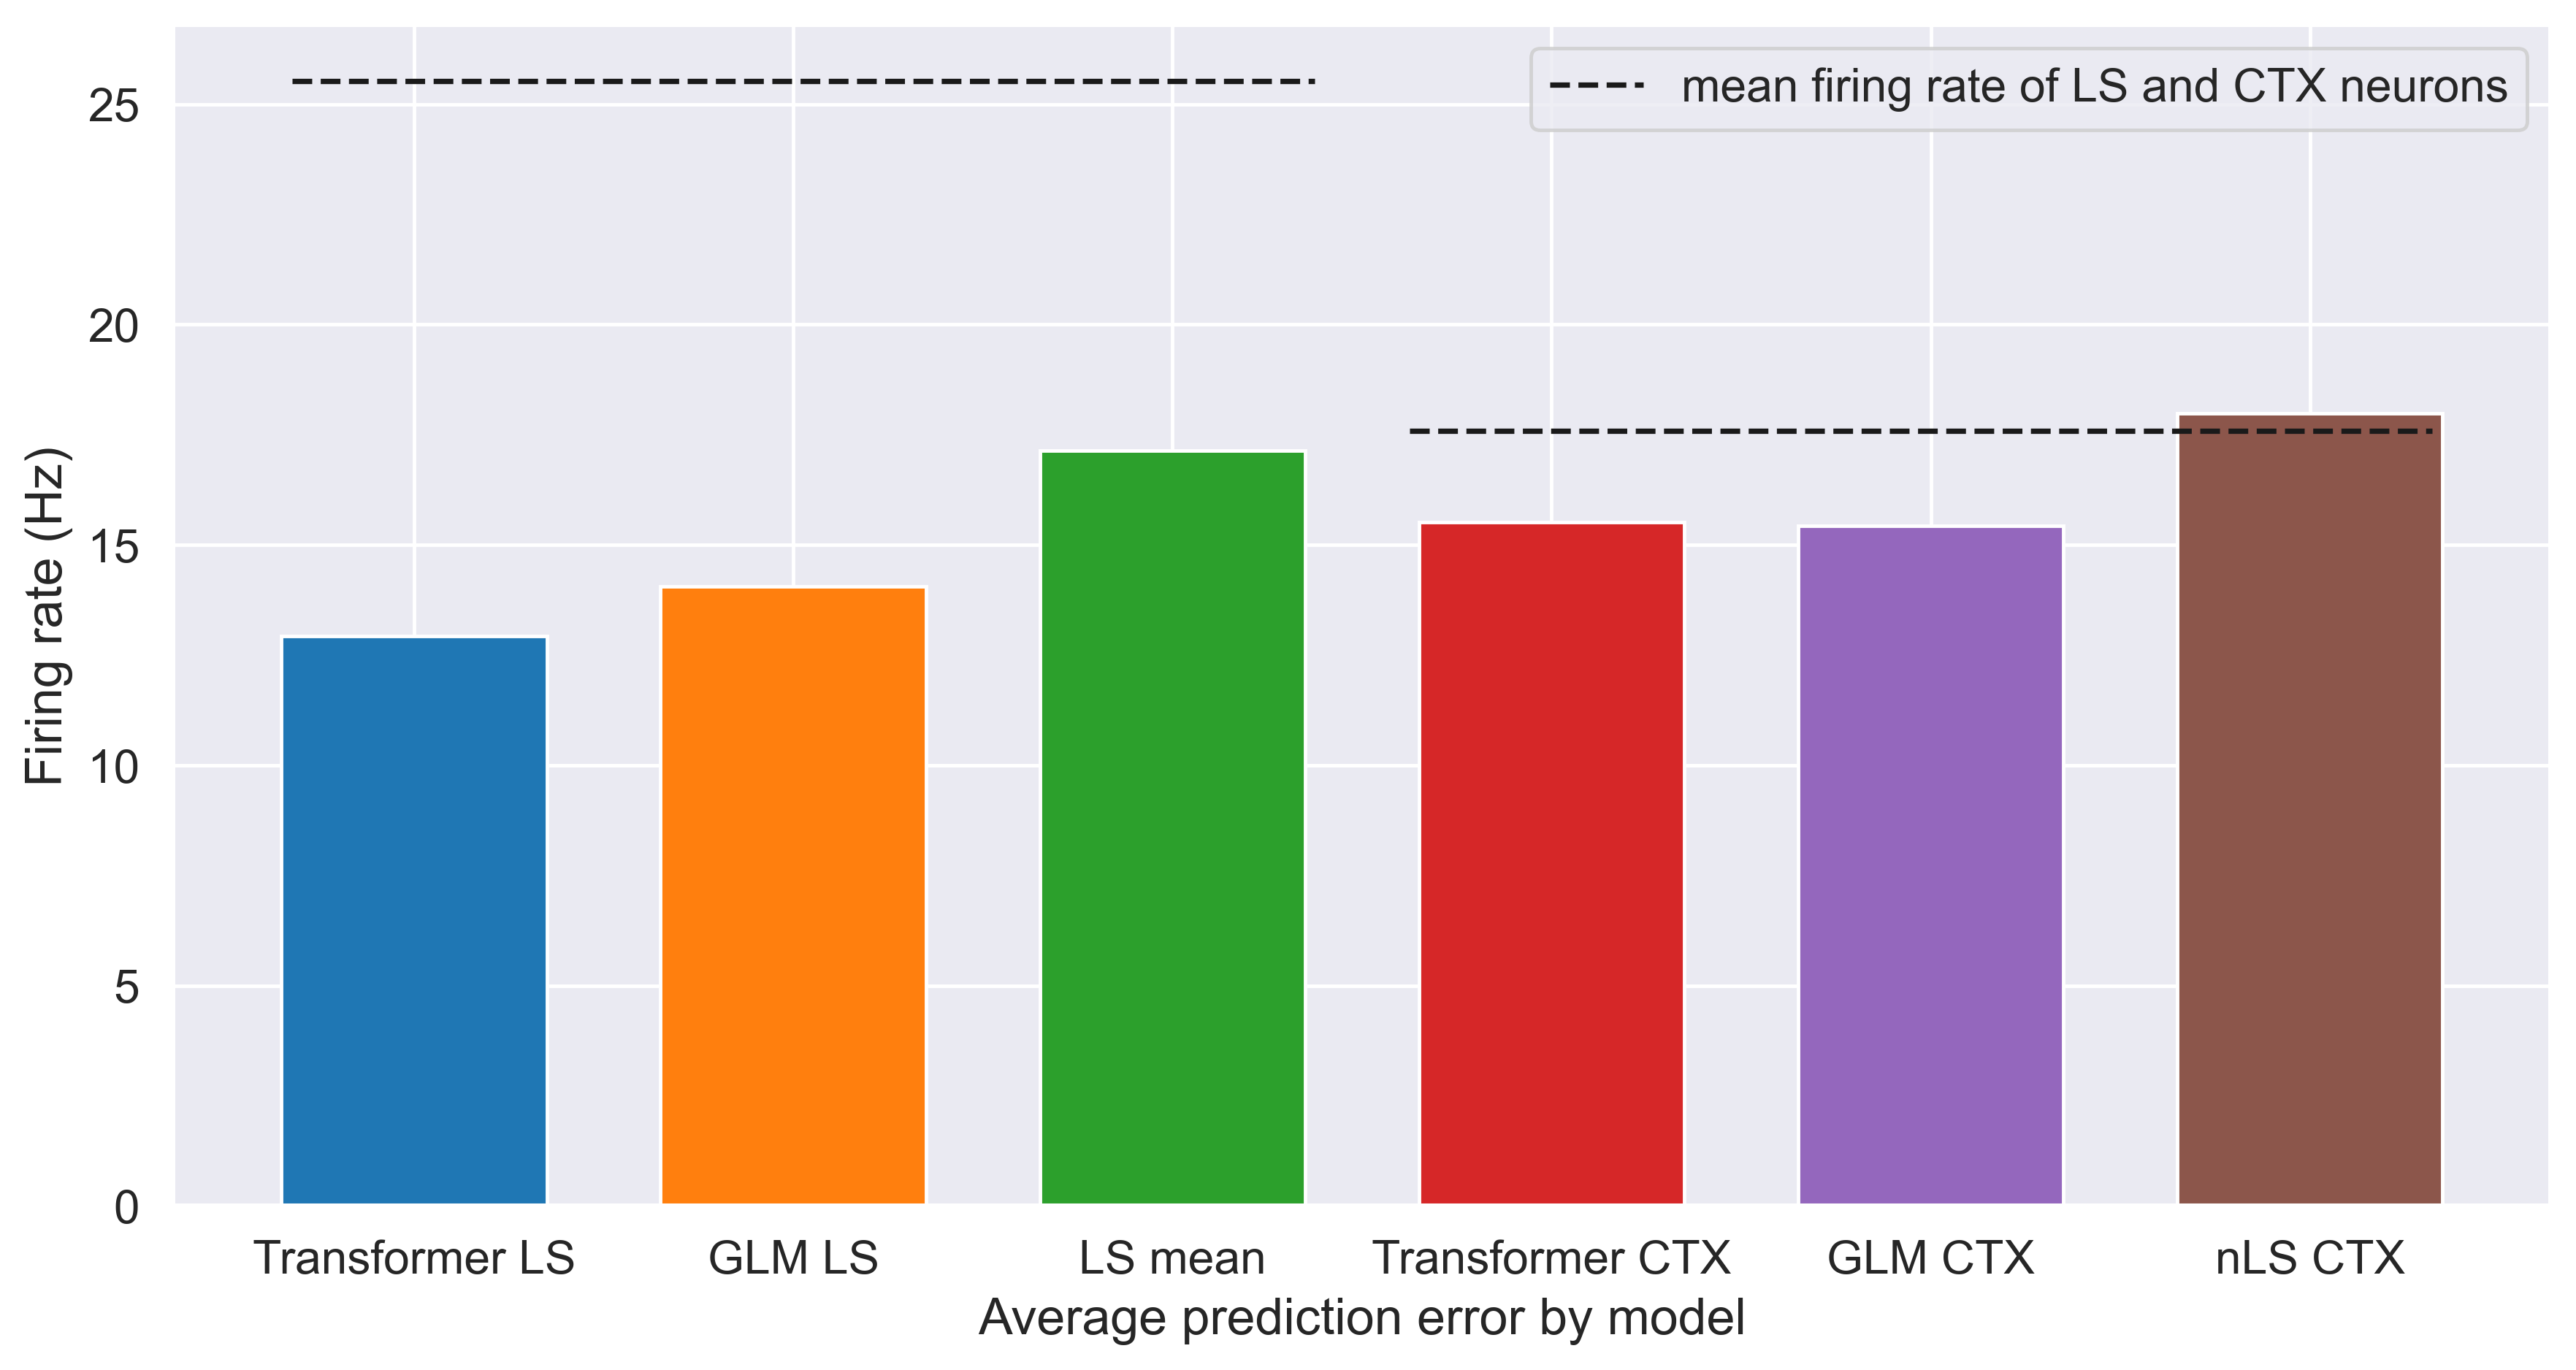 mean firing rate of LS and CTX neurons
Firing rate (Hz)
25
20
15
10
5
0
Transformer LS
GLM LS
LS mean
Transformer CTX
GLM CTX
nLS CTX
Average prediction error by model